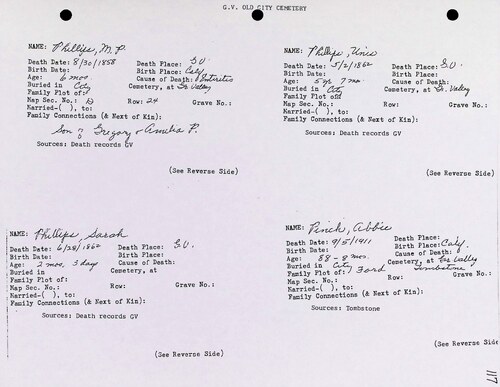 G.V. OLD CITY CEMETERY
NAME: Phillips, M. P.
Death Date: 8/30/1858 Death Place: G.V.
Birth Date: Birth Place: Calif
Age: 6 mos. Cause of Death: Enteritis
Buried in City Cemetery, at Gr. Valley
Family Plot of:
Map Sec. No.: D Row: 24 Grave No.:
Married-( ), to:
Family Connections (& Next of Kin):
Son of Gregory & Amelia P.
Sources: Death records GV
(See Reverse Side)
NAME: Phillips, Unis
Death Date: 5/2/1862 Death Place: G.V.
Birth Date: Birth Place:
Age: 5 yr 7 mo. Cause of Death:
Buried in City Cemetery, at Gr. Valley
Family Plot of:
Map Sec. No.: Row: Grave No.:
Married-( ), to:
Family Connections (& Next of Kin):
Sources: Death records GV
(See Reverse Side)
NAME: Phillips, Sarah
Death Date: 6/28/1862 Death Place: G.V.
Birth Date: Birth Place:
Age: 2 mos, 3 days Cause of Death:
Buried in Cemetery, at
Family Plot of:
Map Sec. No.: Row: Grave No.:
Married-( ), to:
Family Connections (& Next of Kin):
Sources: Death records GV
(See Reverse Side)
NAME: Pinch, Abbie
Death Date: 9/5/1911 Death Place:
Birth Date: Birth Place: Calif.
Age: 88 - 8 mos. Cause of Death:
Buried in City Cemetery, at Gr Valley
Family Plot of: Ford Tombstone
Map Sec. No.: Row: Grave No.:
Married-( ), to:
Family Connections (& Next of Kin):
Sources: Tombstone
(See Reverse Side)
117